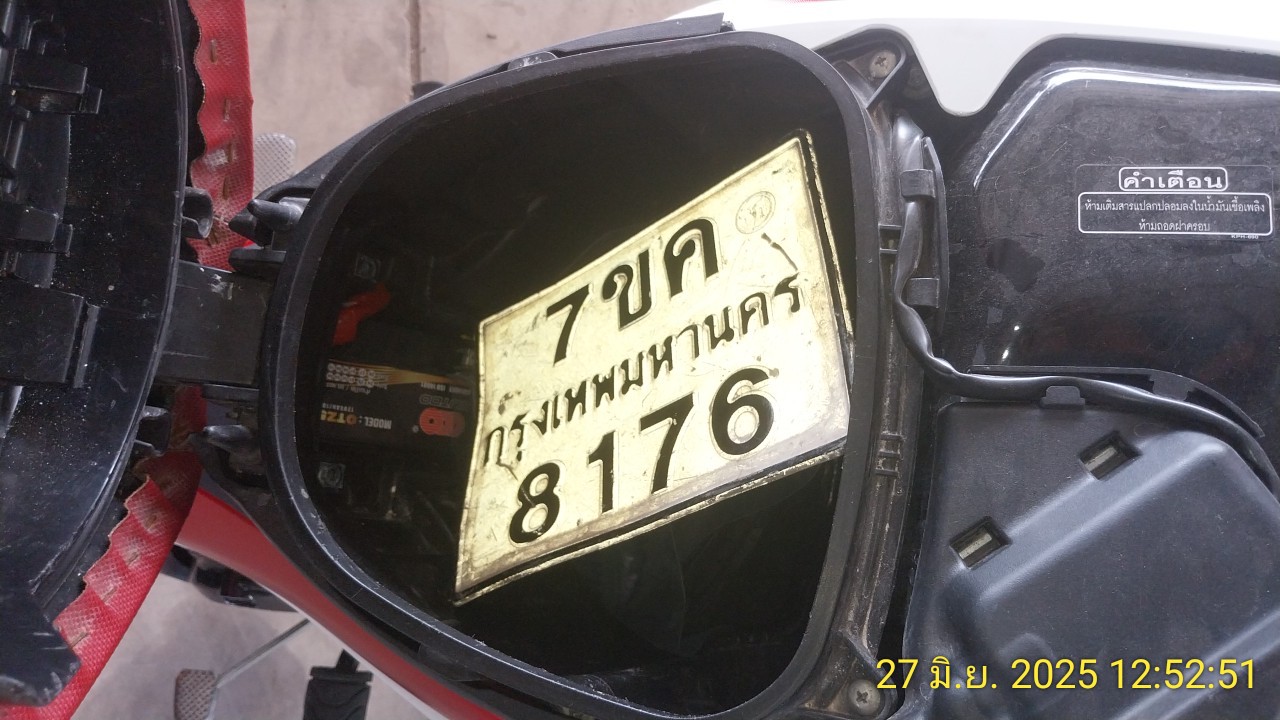 7ขค
กรุงเทพมหานคร
8176
คำเตือน
ห้ามเติมสารแปลกปลอมลงในน้ำมันเชื้อเพลิง
ห้ามถอดฝาครอบ
MODEL :
27 มิ.ย. 2025 12:52:51